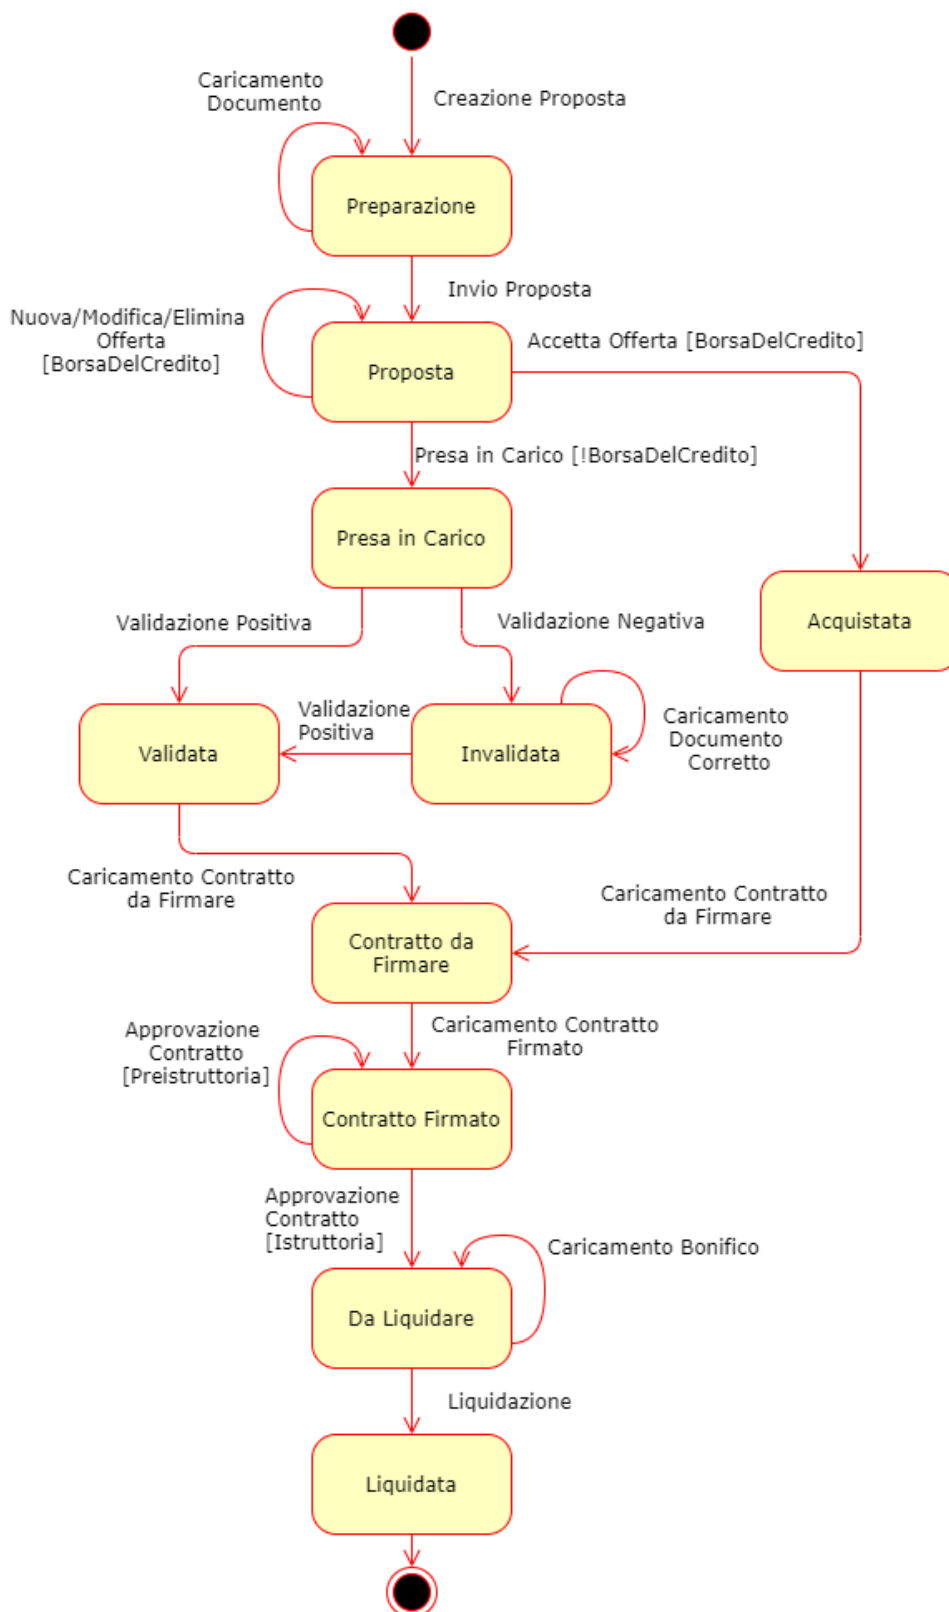 Caricamento
Documento
Creazione Proposta
Preparazione
Invio Proposta
Nuova/Modifica/Elimina
Offerta
[BorsaDelCredito]
Accetta Offerta [BorsaDelCredito]
Proposta
Presa in Carico [!BorsaDelCredito]
Presa in Carico
Validazione Positiva
Validazione Negativa
Acquistata
Validazione
Positiva
Caricamento
Documento
Corretto
Validata
Invalidata
Caricamento Contratto
da Firmare
Caricamento Contratto
da Firmare
Contratto da
Firmare
Approvazione
Contratto
[Preistruttoria]
Caricamento Contratto
Firmato
Contratto Firmato
Approvazione
Contratto
[Istruttoria]
Caricamento Bonifico
Da Liquidare
Liquidazione
Liquidata